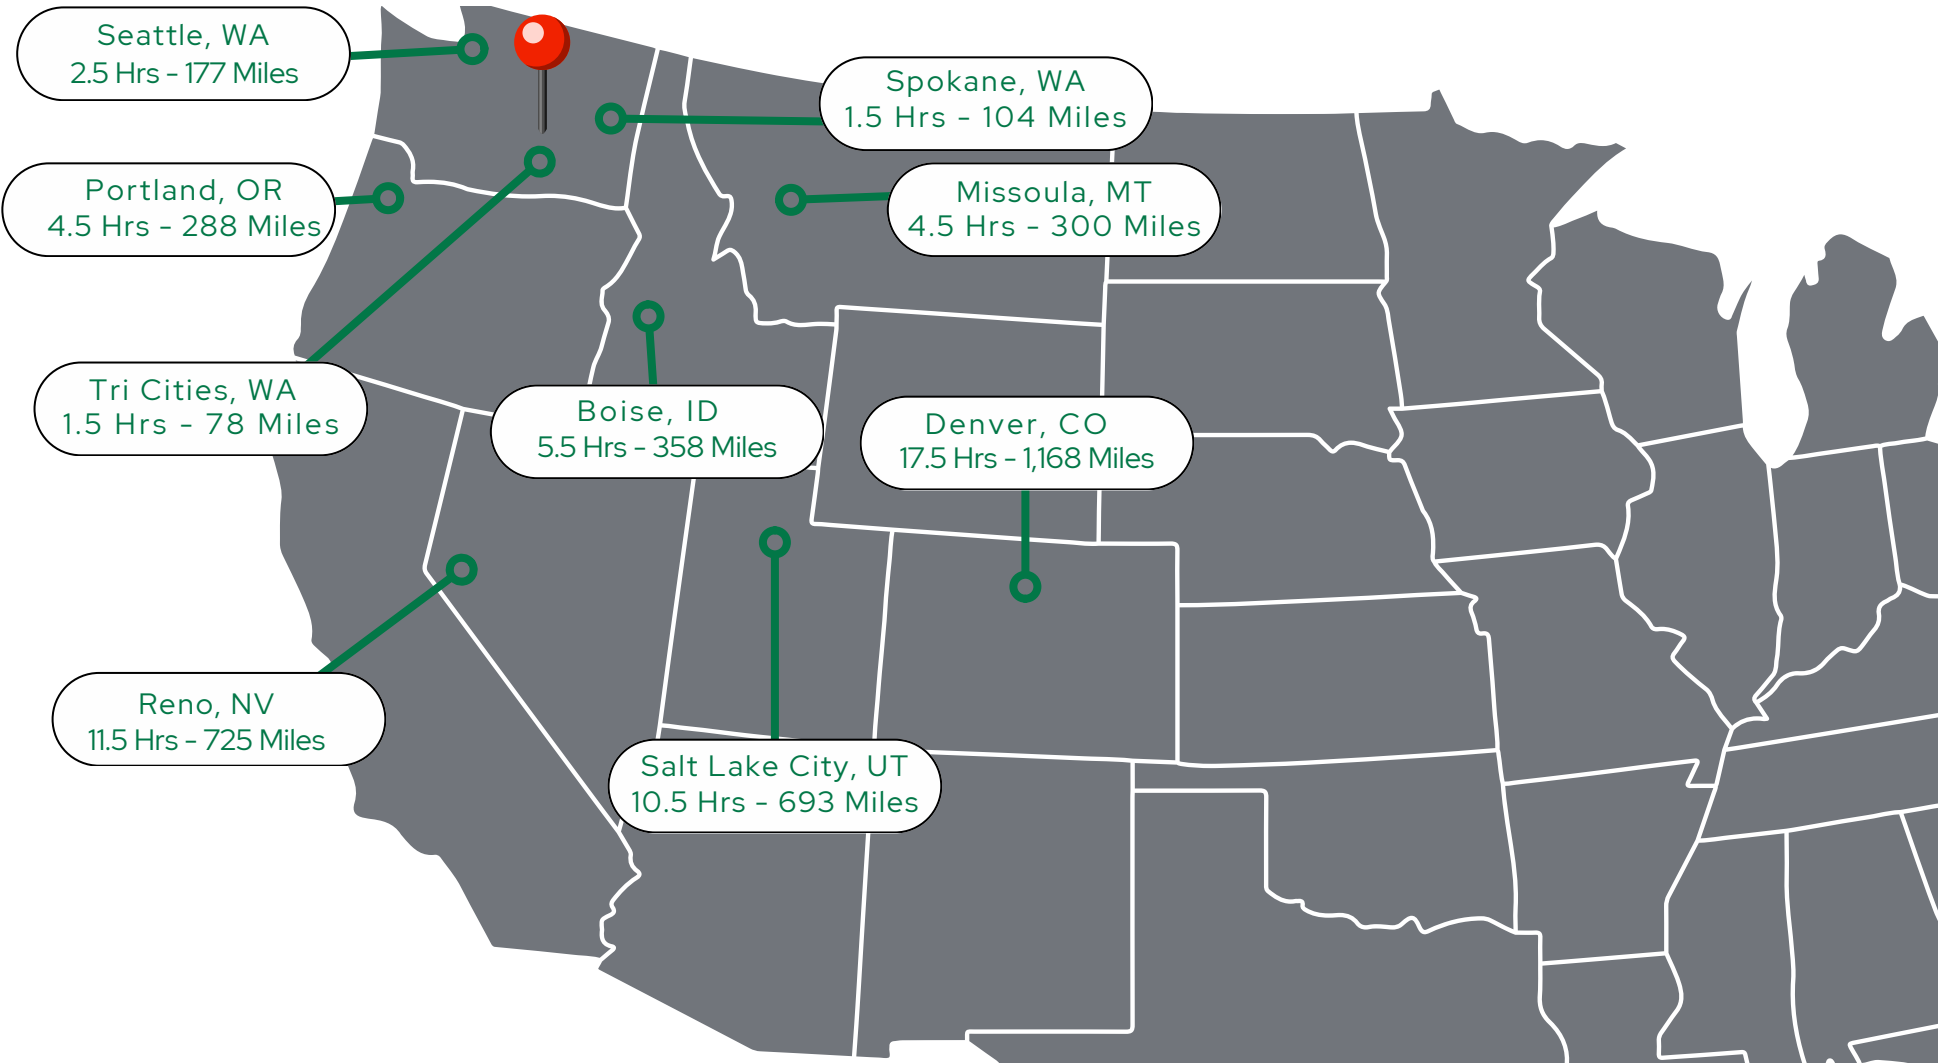 Seattle, WA
2.5 Hrs - 177 Miles
Spokane, WA
1.5 Hrs - 104 Miles
Portland, OR
4.5 Hrs - 288 Miles
Missoula, MT
4.5 Hrs - 300 Miles
Tri Cities, WA
1.5 Hrs - 78 Miles
Boise, ID
5.5 Hrs - 358 Miles
Denver, CO
17.5 Hrs - 1,168 Miles
Reno, NV
11.5 Hrs - 725 Miles
Salt Lake City, UT
10.5 Hrs - 693 Miles